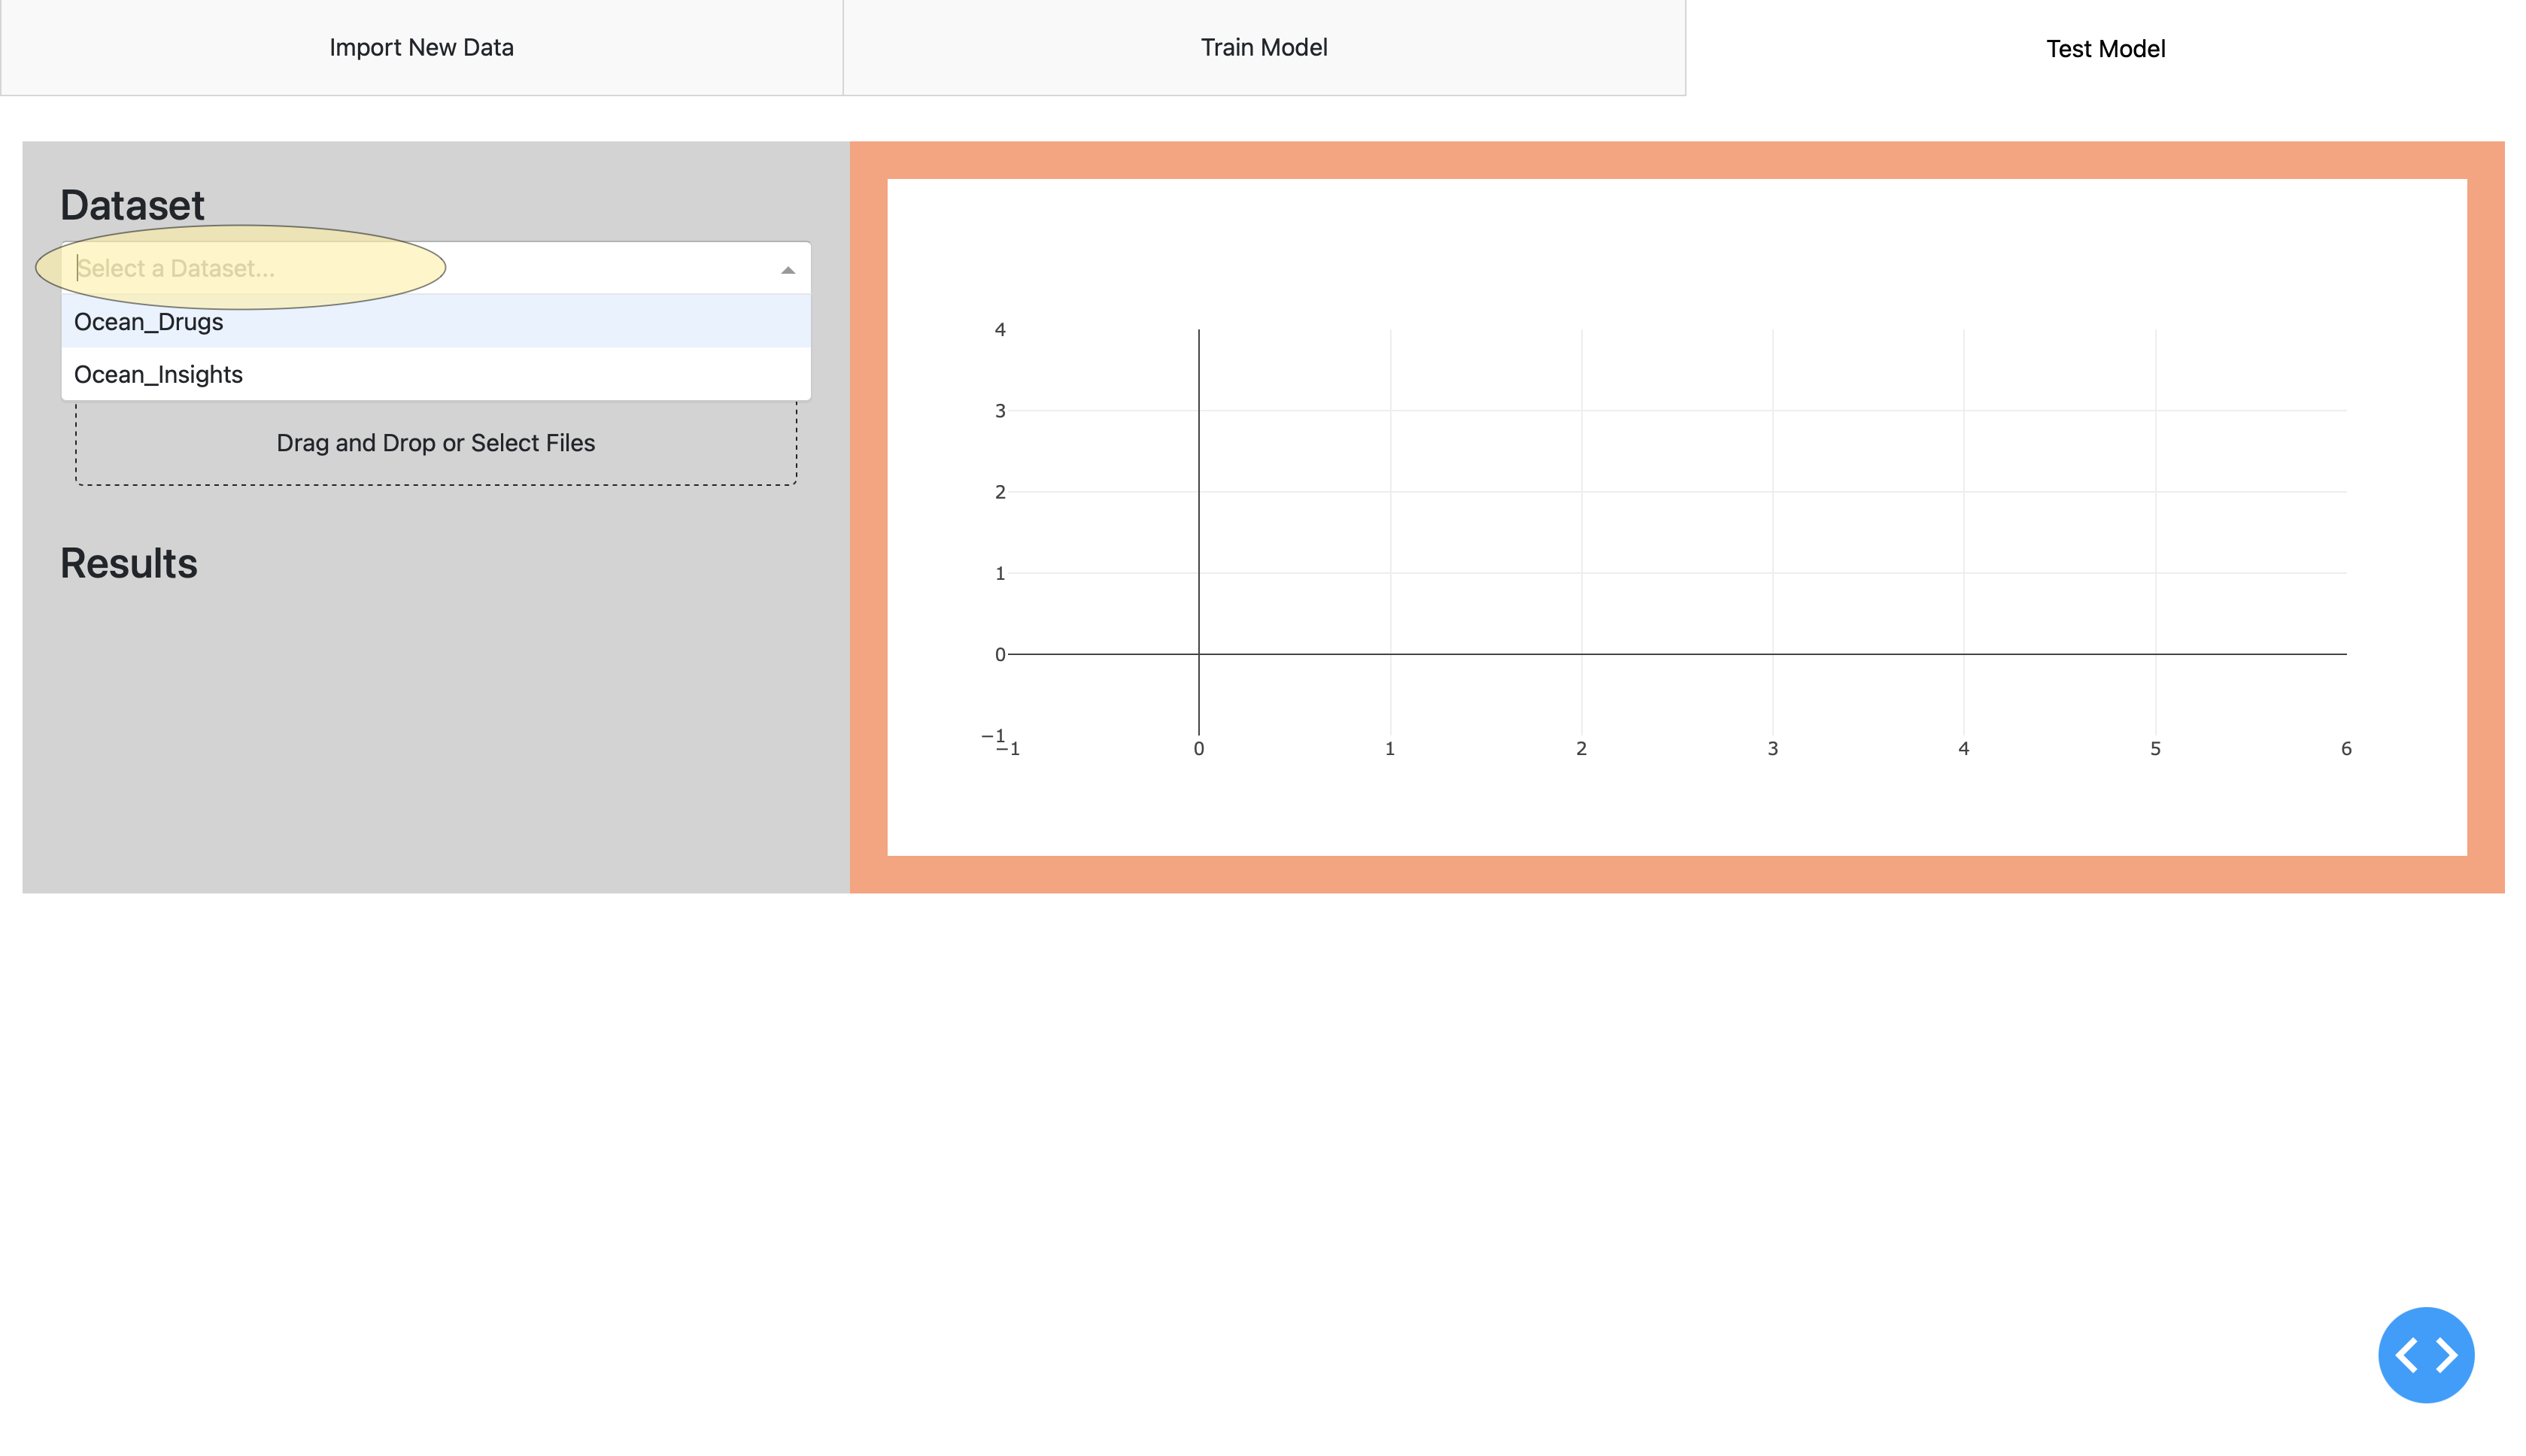 Import New Data
Train Model
Test Model
Dataset
Select a Dataset...
Ocean_Drugs
Ocean_Insights
Drag and Drop or Select Files
Results
4
3
2
1
0
−1
−1 0 1 2 3 4 5 6